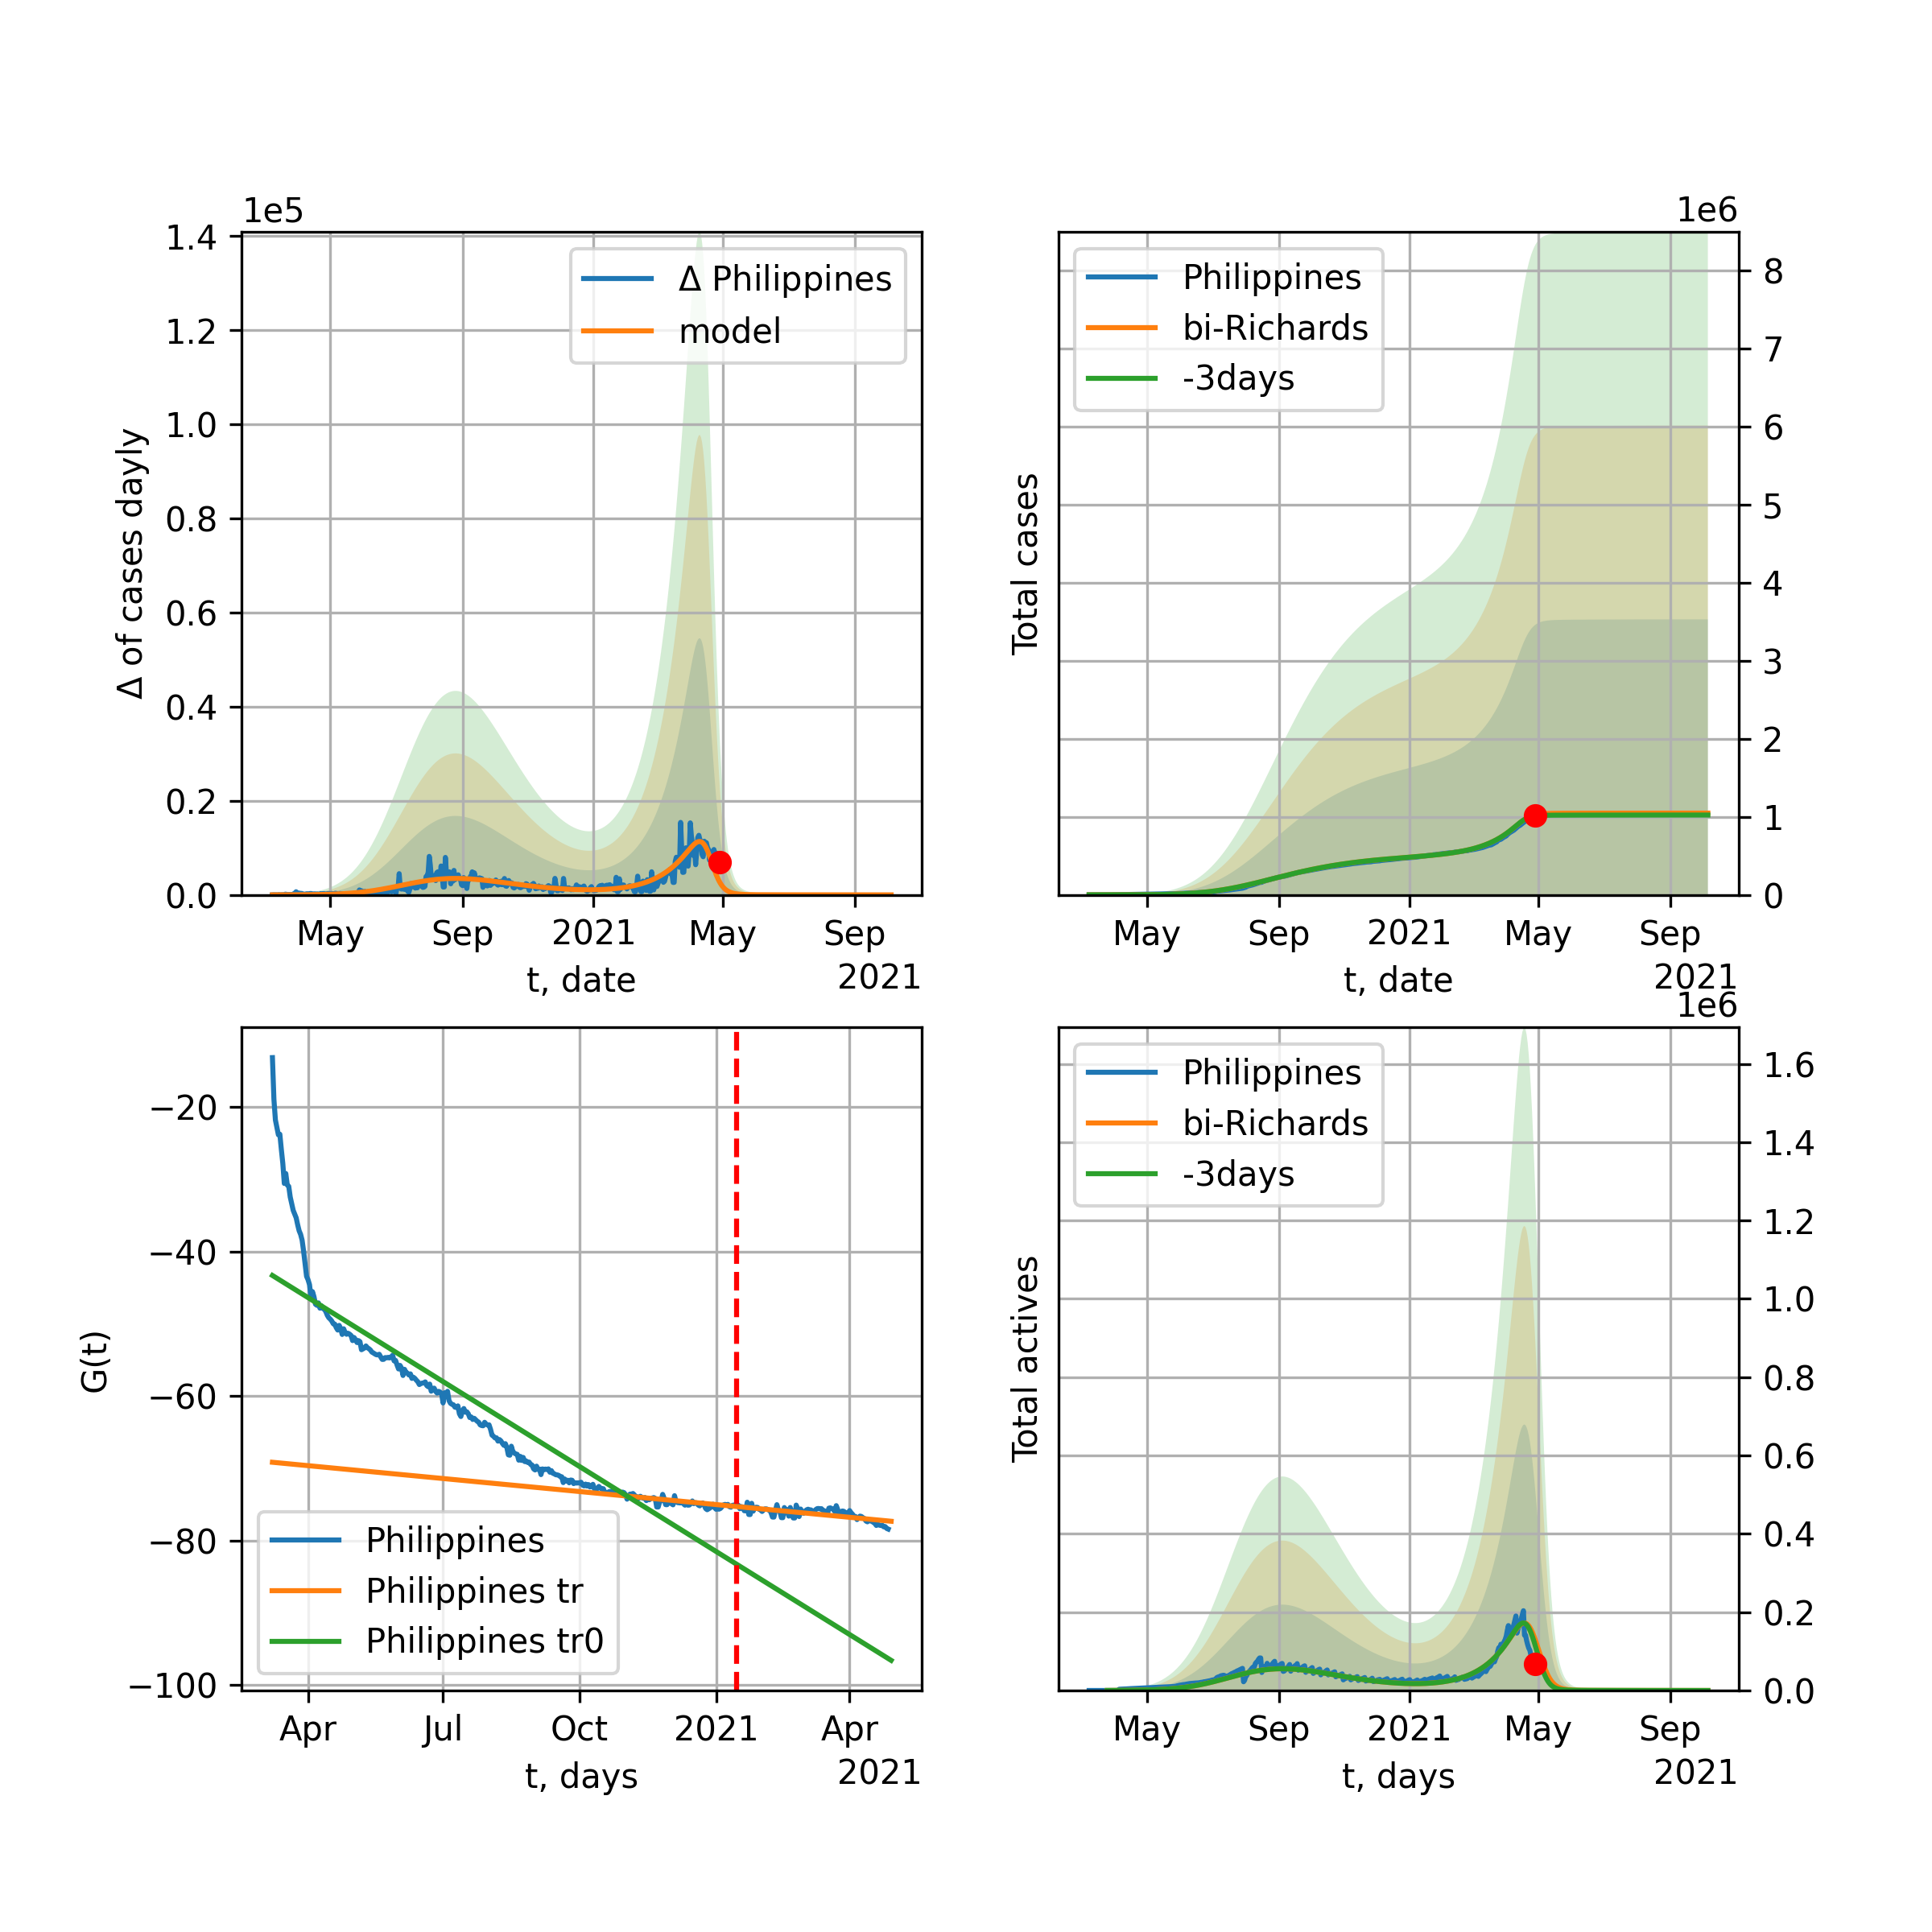 1e5
1.4
1.2
1.0
0.8
0.6
0.4
0.2
0.0
Δ of cases dayly
Δ Philippines
model
May Sep 2021 May Sep
t, date
2021
1e6
Philippines
bi-Richards
-3days
8
7
6
5
4
3
2
1
0
Total cases
May Sep 2021 May Sep
t, date
2021
−20
−40
−60
−80
−100
G(t)
Philippines
Philippines tr
Philippines tr0
Apr Jul Oct 2021 Apr
t, days
2021
1e6
Philippines
bi-Richards
-3days
1.6
1.4
1.2
1.0
0.8
0.6
0.4
0.2
0.0
Total actives
May Sep 2021 May Sep
t, days
2021